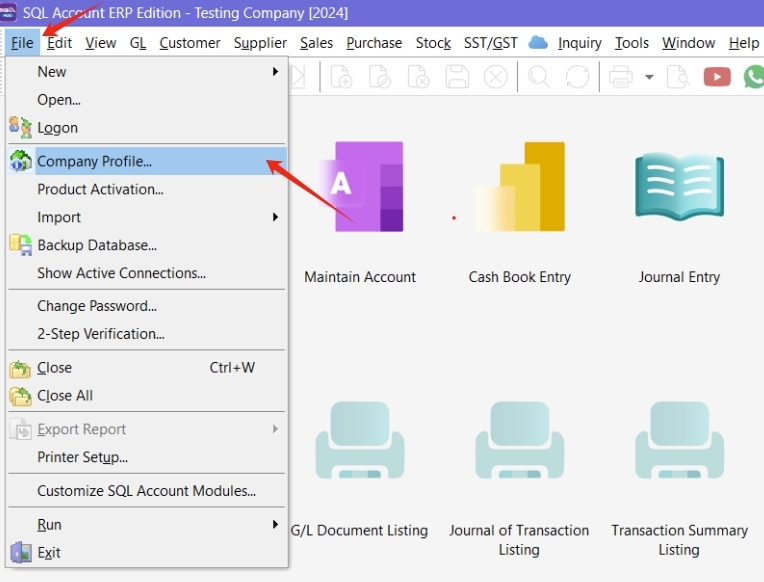 SQL Account ERP Edition - Testing Company [2024]
File Edit View GL Customer Supplier Sales Purchase Stock SST/GST Inquiry Tools Window Help
New
Open...
Logon
Company Profile...
Product Activation...
Import
Backup Database...
Show Active Connections...
Change Password...
2-Step Verification...
Close Ctrl+W
Close All
Export Report
Printer Setup...
Customize SQL Account Modules...
Run
Exit
A
Maintain Account Cash Book Entry Journal Entry
G/L Document Listing Journal of Transaction Transaction Summary
Listing Listing